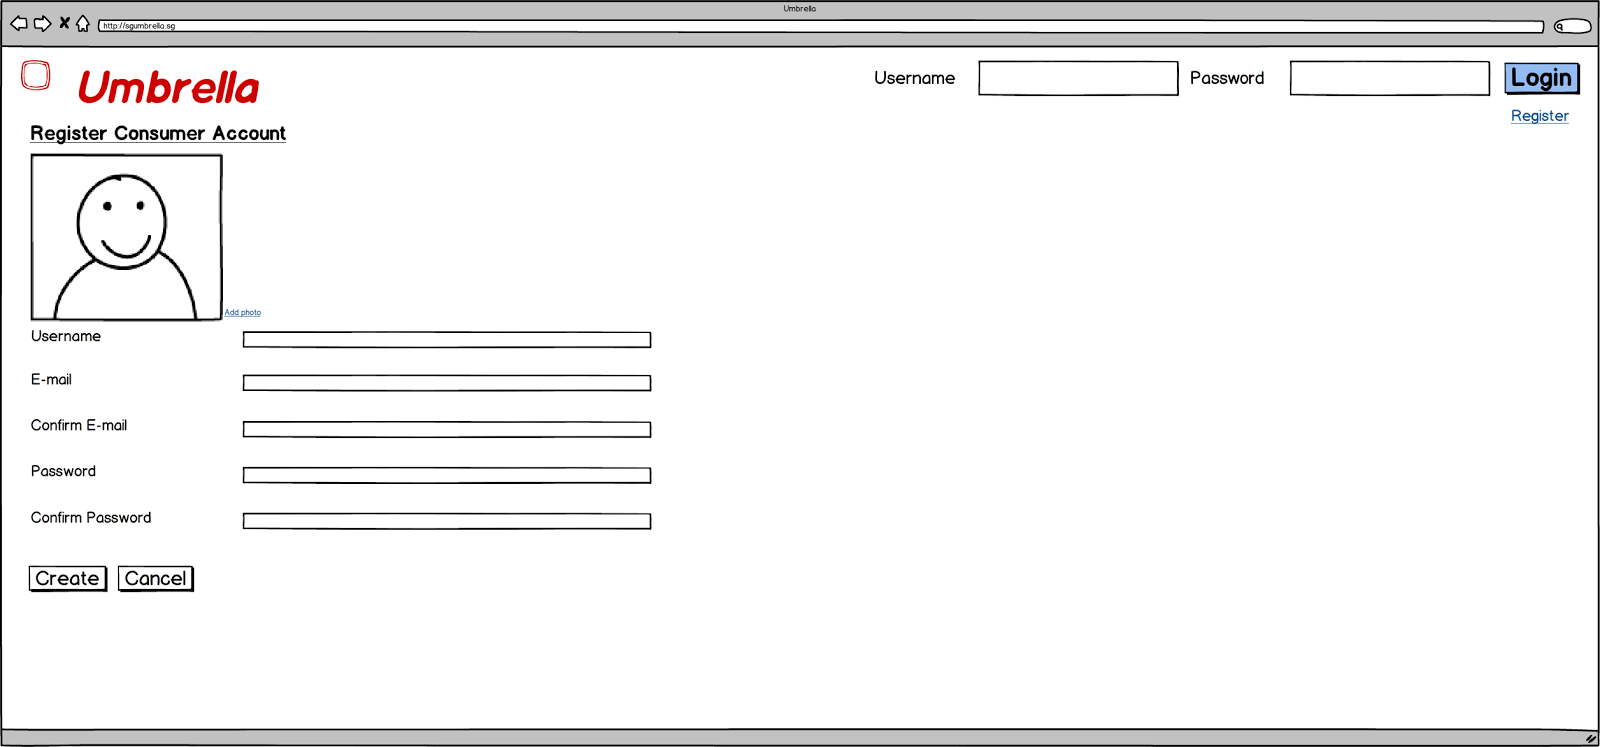 Umbrella
http://sgumbrella.sg
Umbrella
Username Password Login
Register
Register Consumer Account
Add photo
Username
E-mail
Confirm E-mail
Password
Confirm Password
Create Cancel